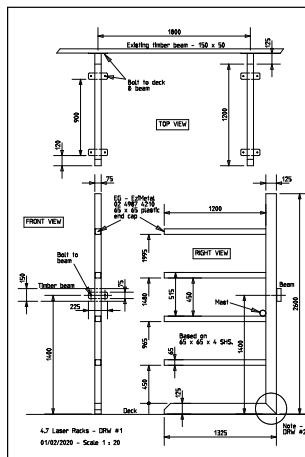 1800
Existing timber beam - 150 x 50
125
Bolt to deck
& beam
900
1200
TOP VIEW
120
75
125
EG - EziMetal
02 4987 4210
65 x 65 plastic
end cap
1200
FRONT VIEW
RIGHT VIEW
1995
Bolt to
beam
Timber beam
150
75
225
1480
515
450
Beam
2600
Mast
1400
965
Based on
65 x 65 x 4 SHS.
1400
65
450
125
Deck
1325
Note -
DRW #2
4.7 Laser Racks - DRW #1
01/02/2020 - Scale 1 : 20